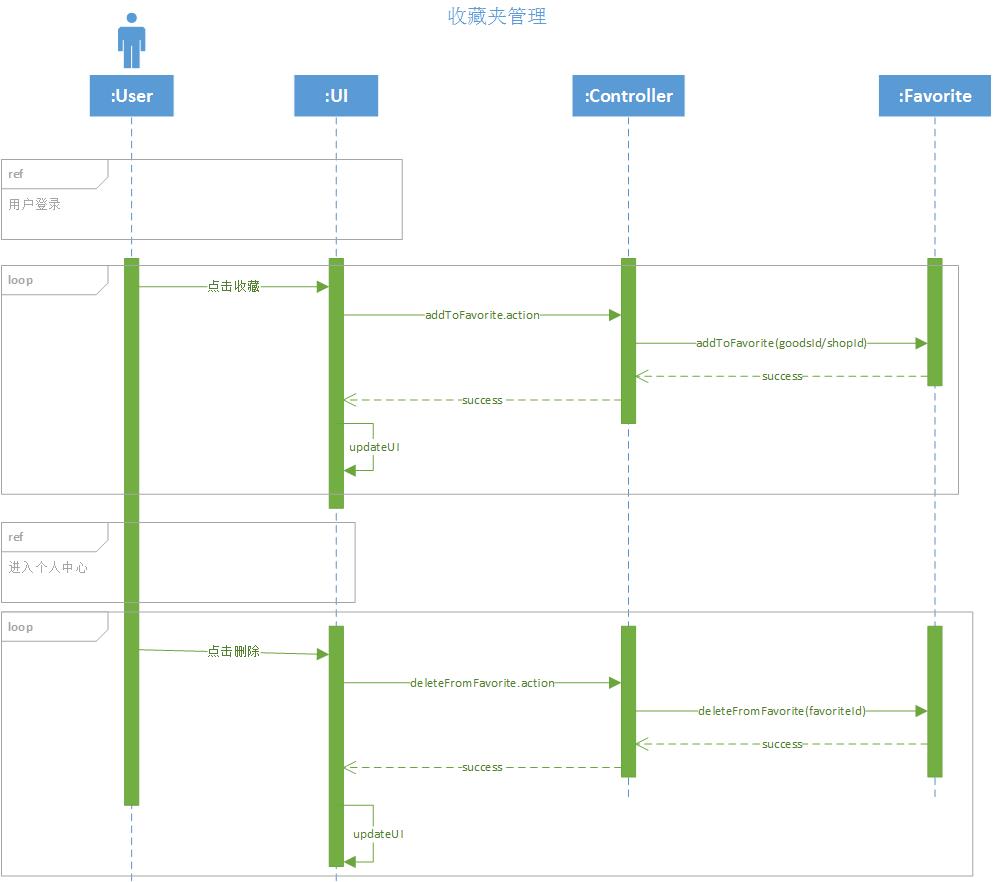 收藏夹管理
:User
:UI
:Controller
:Favorite
ref
用户登录
loop
点击收藏
addToFavorite.action
addToFavorite(goodsId/shopId)
success
success
updateUI
ref
进入个人中心
loop
点击删除
deleteFromFavorite.action
deleteFromFavorite(favoriteId)
success
success
updateUI